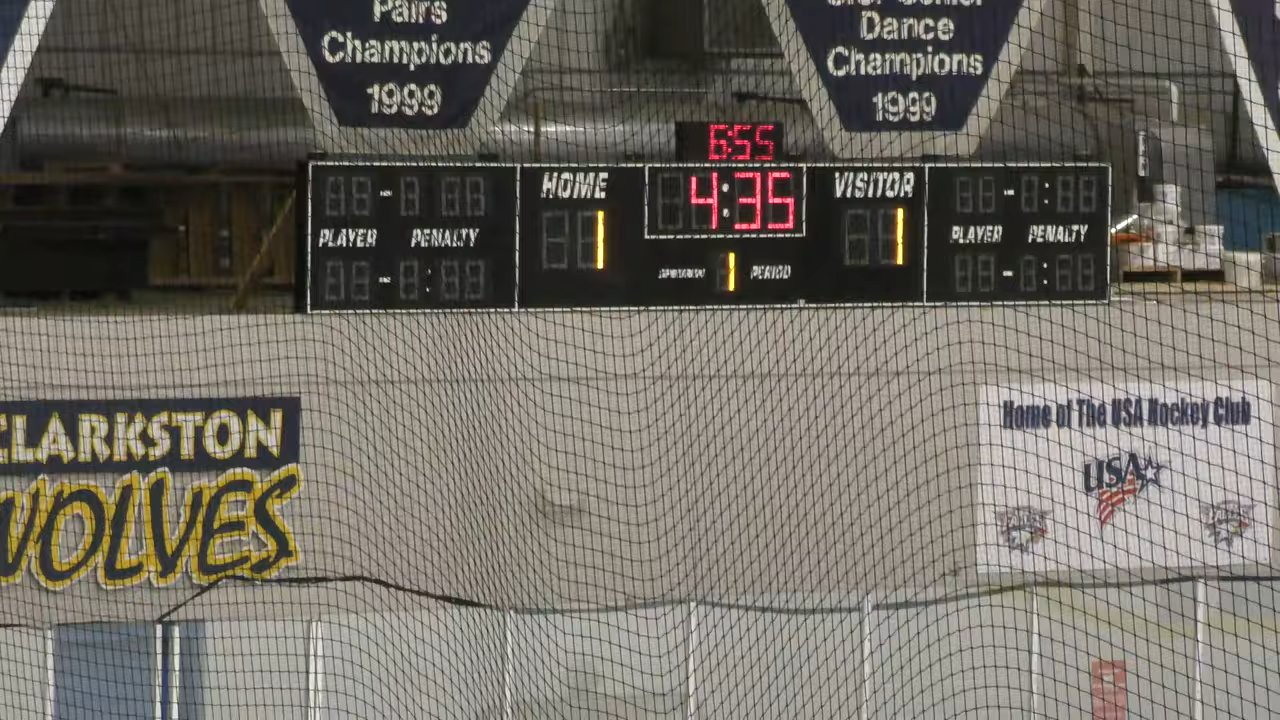 Pairs
Champions
1999
Dance
Champions
1999
6:55
HOME
4:35
VISITOR
PLAYER PENALTY
1
1
PLAYER PENALTY
1 PERIOD
CLARKSTON
WOLVES
Home of The USA Hockey Club
USA